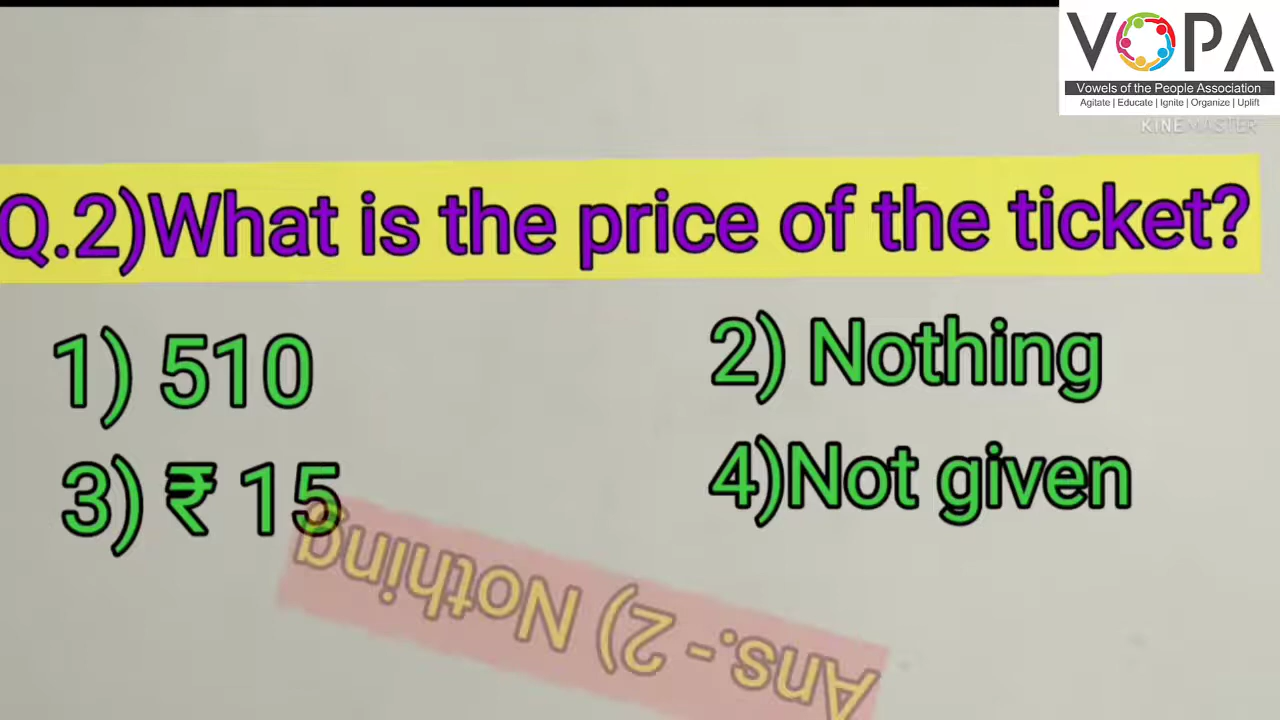 VOPA
Vowels of the People Association
Agitate | Educate | Ignite | Organize | Uplift
KINEMASTER
Q.2)What is the price of the ticket?
1) 510
2) Nothing
3) ₹ 15
4)Not given
Ans.- 2) Nothing